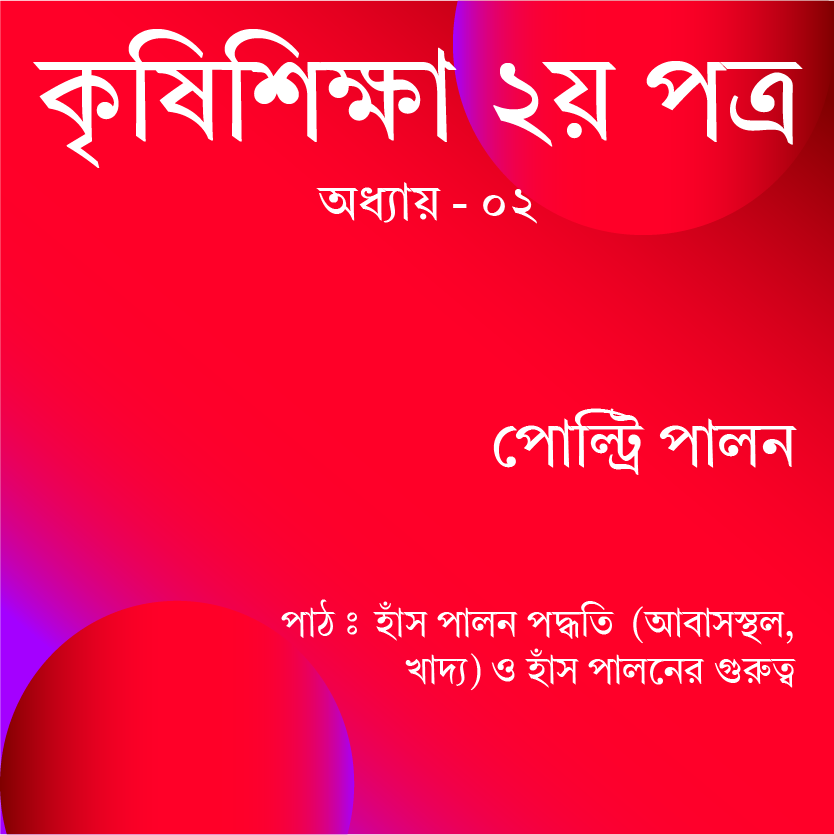 কৃষিশিক্ষা ২য় পত্র
অধ্যায় - ০২
পোল্ট্রি পালন
পাঠ ঃ হাঁস পালন পদ্ধতি (আবাসস্থল,
খাদ্য) ও হাঁস পালনের গুরুত্ব